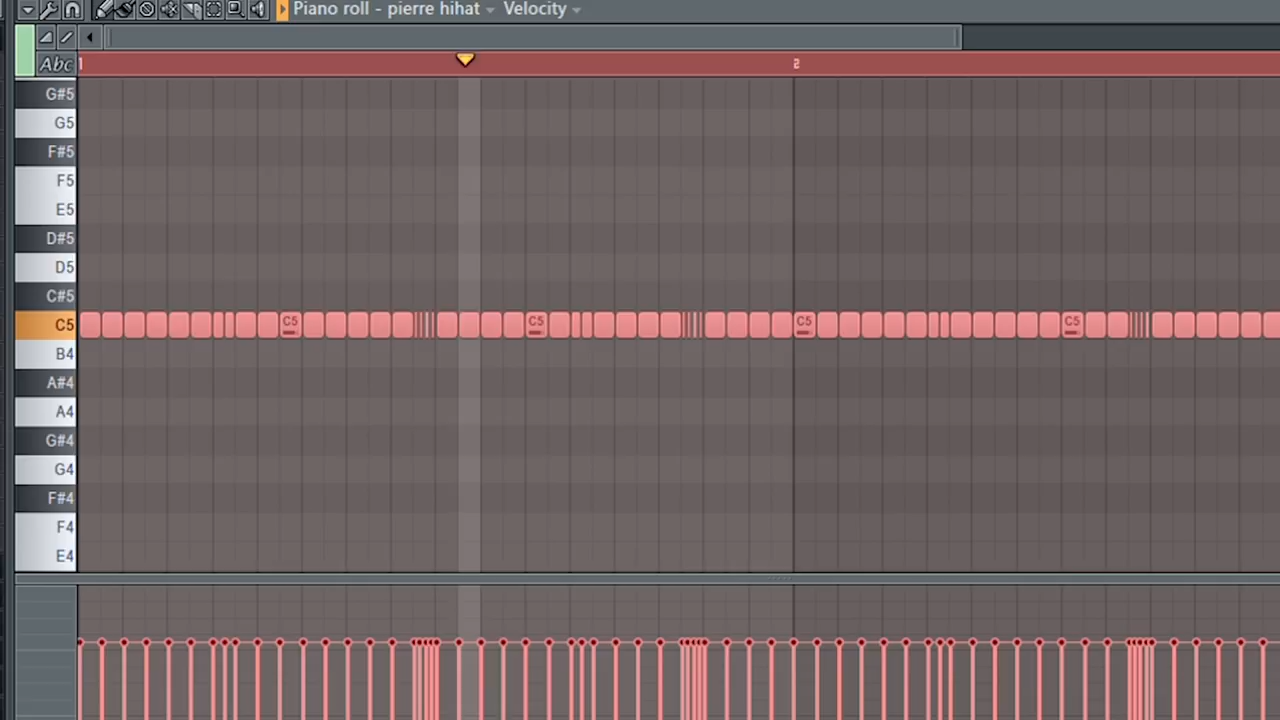 Piano roll - pierre hihat Velocity
Abc 1 2
G#5
G5
F#5
F5
E5
D#5
D5
C#5
C5 C5 C5 C5 C5
B4
A#4
A4
G#4
G4
F#4
F4
E4